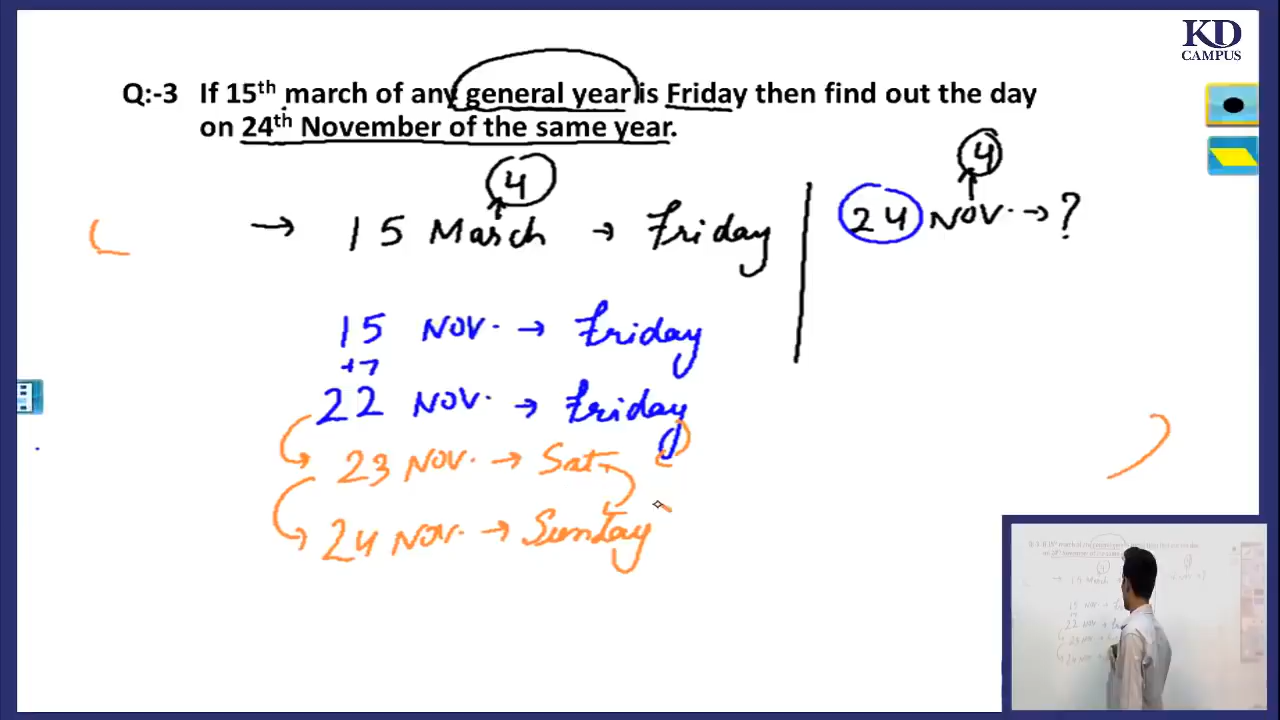 KD
CAMPUS
Q:-3 If 15th march of any general year is Friday then find out the day
on 24th November of the same year.
4
15 March → Friday
4
24 Nov. → ?
15 Nov. → Friday
+7
22 Nov. → Friday
23 Nov. → Sat
24 Nov. → Sunday